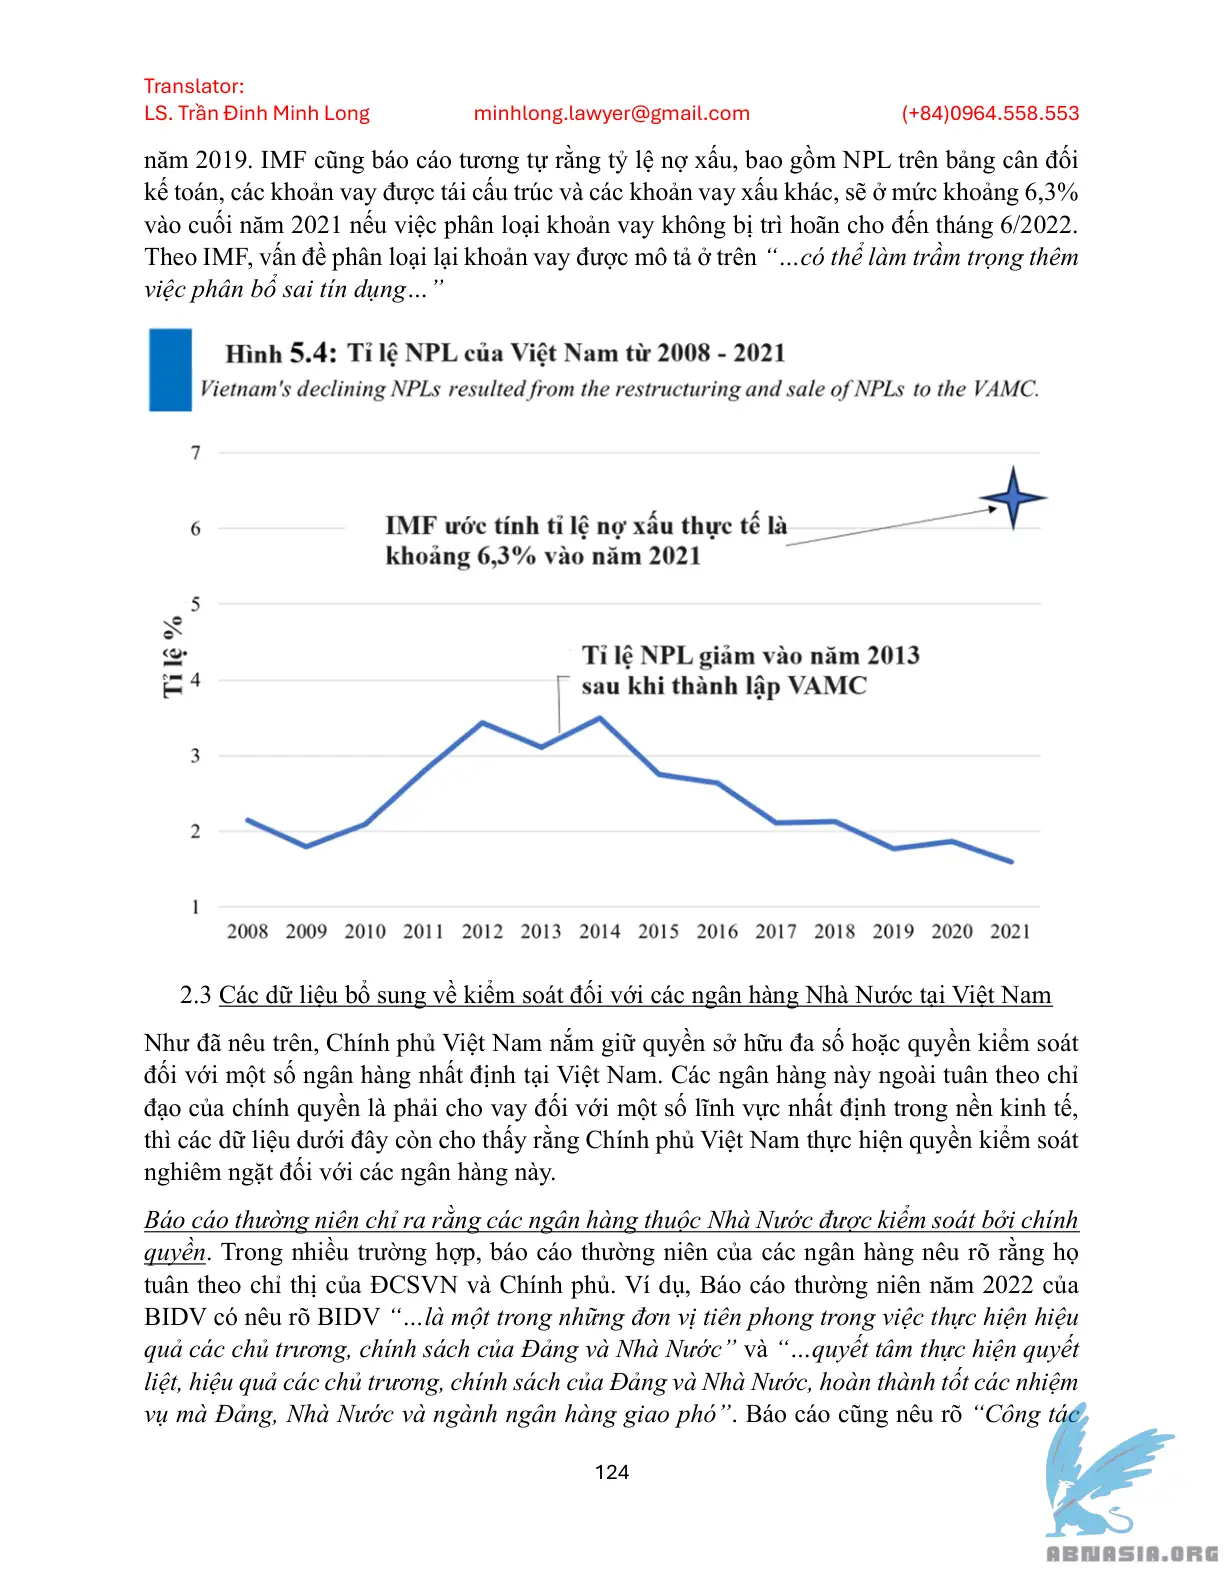 Translator:
LS. Trần Đinh Minh Long minhlong.lawyer@gmail.com (+84)0964.558.553
năm 2019. IMF cũng báo cáo tương tự rằng tỷ lệ nợ xấu, bao gồm NPL trên bảng cân đối
kế toán, các khoản vay được tái cấu trúc và các khoản vay xấu khác, sẽ ở mức khoảng 6,3%
vào cuối năm 2021 nếu việc phân loại khoản vay không bị trì hoãn cho đến tháng 6/2022.
Theo IMF, vấn đề phân loại lại khoản vay được mô tả ở trên “…có thể làm trầm trọng thêm
việc phân bổ sai tín dụng…”
Hình 5.4: Tỉ lệ NPL của Việt Nam từ 2008 - 2021
Vietnam's declining NPLs resulted from the restructuring and sale of NPLs to the VAMC.
7
6
5
4
3
2
1
Tỉ lệ %
IMF ước tính tỉ lệ nợ xấu thực tế là
khoảng 6,3% vào năm 2021
Tỉ lệ NPL giảm vào năm 2013
sau khi thành lập VAMC
2008 2009 2010 2011 2012 2013 2014 2015 2016 2017 2018 2019 2020 2021
2.3 Các dữ liệu bổ sung về kiểm soát đối với các ngân hàng Nhà Nước tại Việt Nam
Như đã nêu trên, Chính phủ Việt Nam nắm giữ quyền sở hữu đa số hoặc quyền kiểm soát
đối với một số ngân hàng nhất định tại Việt Nam. Các ngân hàng này ngoài tuân theo chỉ
đạo của chính quyền là phải cho vay đối với một số lĩnh vực nhất định trong nền kinh tế,
thì các dữ liệu dưới đây còn cho thấy rằng Chính phủ Việt Nam thực hiện quyền kiểm soát
nghiêm ngặt đối với các ngân hàng này.
Báo cáo thường niên chỉ ra rằng các ngân hàng thuộc Nhà Nước được kiểm soát bởi chính
quyền. Trong nhiều trường hợp, báo cáo thường niên của các ngân hàng nêu rõ rằng họ
tuân theo chỉ thị của ĐCSVN và Chính phủ. Ví dụ, Báo cáo thường niên năm 2022 của
BIDV có nêu rõ BIDV “…là một trong những đơn vị tiên phong trong việc thực hiện hiệu
quả các chủ trương, chính sách của Đảng và Nhà Nước” và “…quyết tâm thực hiện quyết
liệt, hiệu quả các chủ trương, chính sách của Đảng và Nhà Nước, hoàn thành tốt các nhiệm
vụ mà Đảng, Nhà Nước và ngành ngân hàng giao phó”. Báo cáo cũng nêu rõ “Công tác
124
ABNASIA.ORG